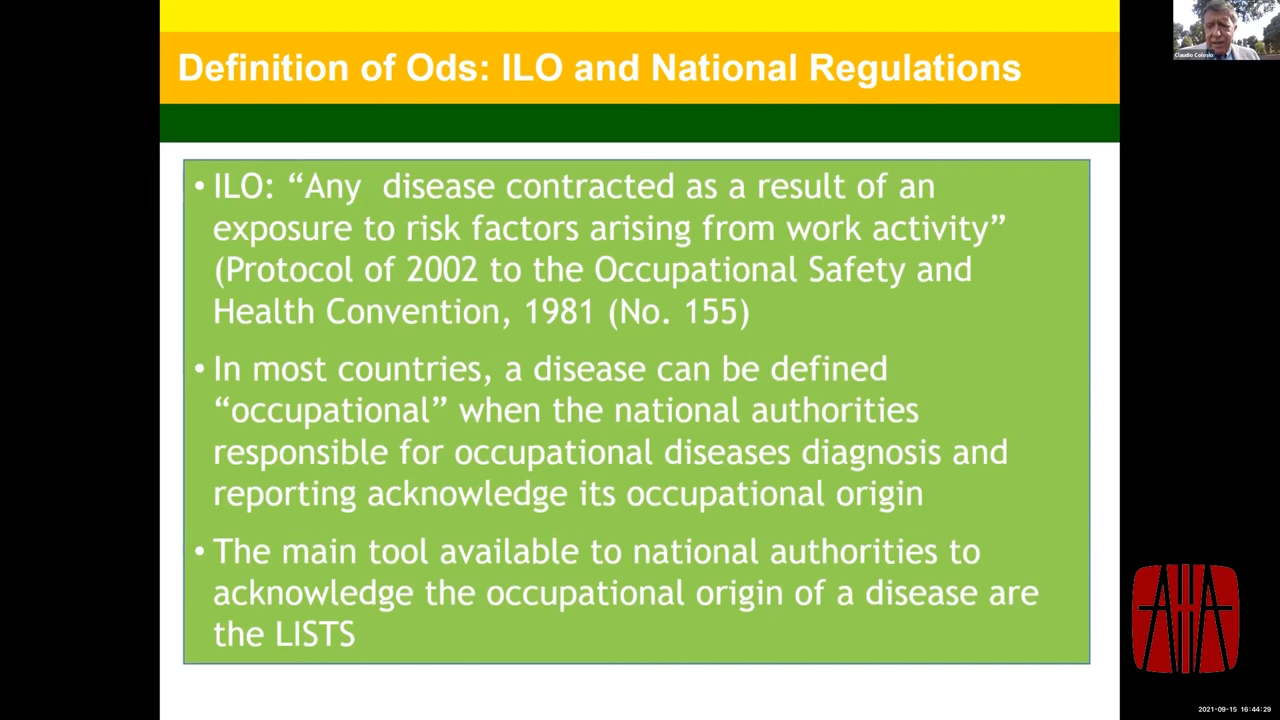 Definition of Ods: ILO and National Regulations
Claudio Colosio
• ILO: “Any  disease contracted as a result of an
exposure to risk factors arising from work activity”
(Protocol of 2002 to the Occupational Safety and
Health Convention, 1981 (No. 155)
• In most countries, a disease can be defined
“occupational” when the national authorities
responsible for occupational diseases diagnosis and
reporting acknowledge its occupational origin
• The main tool available to national authorities to
acknowledge the occupational origin of a disease are
the LISTS
2021-09-15 16:44:29